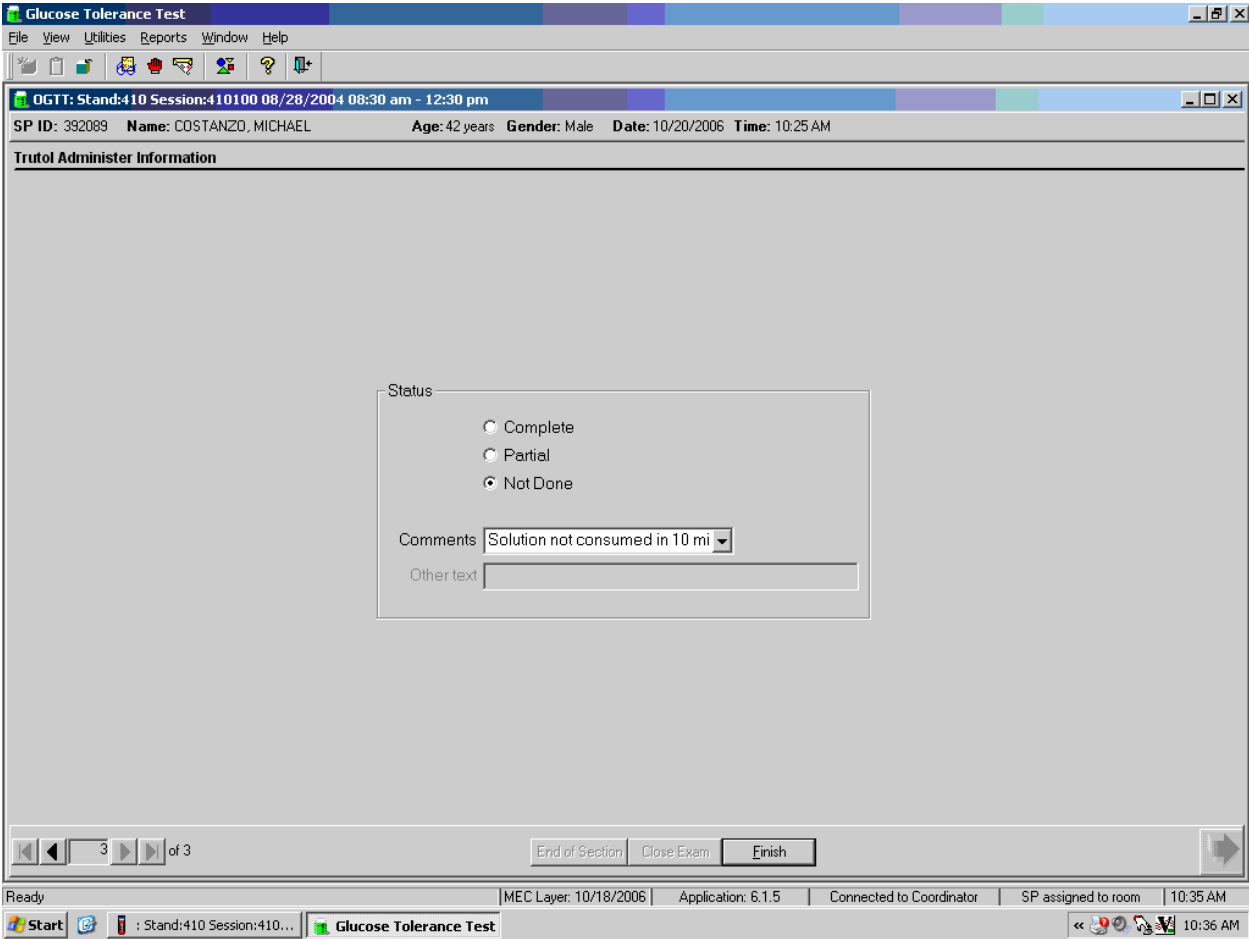 Glucose Tolerance Test
File View Utilities Reports Window Help
OGTT: Stand:410 Session:410100 08/28/2004 08:30 am - 12:30 pm
SP ID: 392089 Name: COSTANZO, MICHAEL Age: 42 years Gender: Male Date: 10/20/2006 Time: 10:25 AM
Trutol Administer Information
Status
Complete
Partial
Not Done
Comments Solution not consumed in 10 mi
Other text
3 of 3 End of Section Close Exam Finish
Ready MEC Layer: 10/18/2006 Application: 6.1.5 Connected to Coordinator SP assigned to room 10:35 AM
Start : Stand:410 Session:410... Glucose Tolerance Test « 10:36 AM